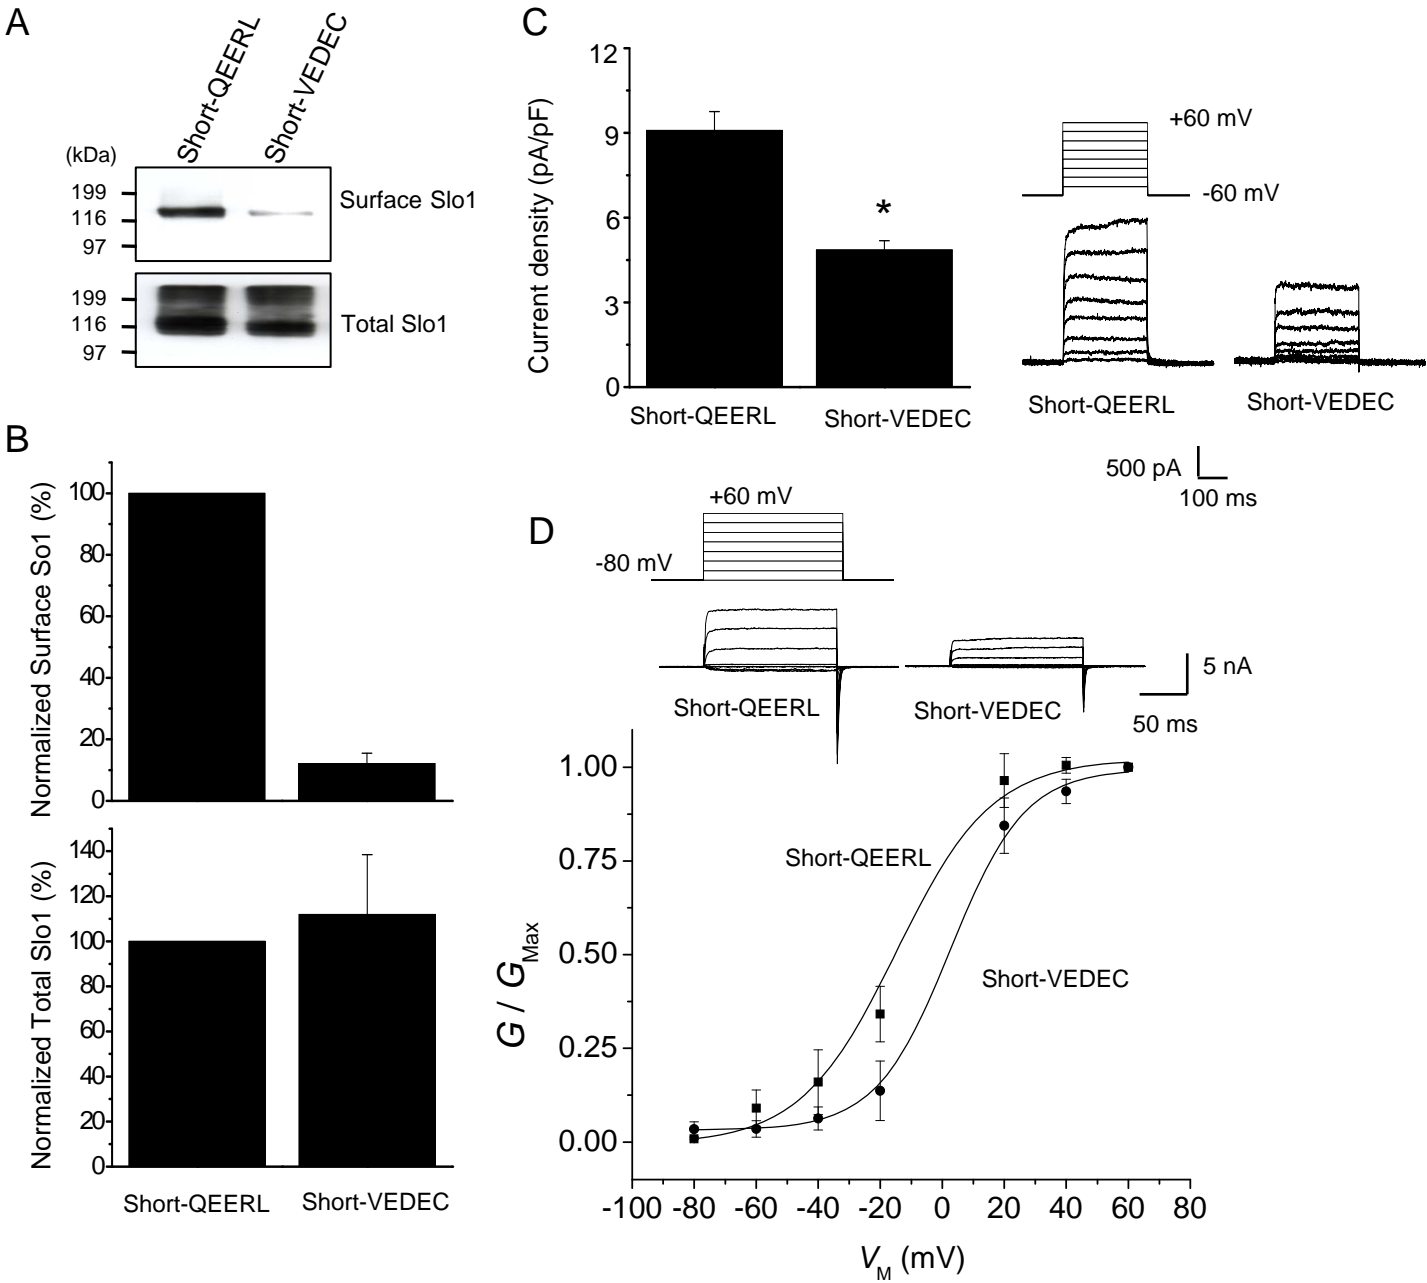 A
Short-QEERL
Short-VEDEC
(kDa)
199
116
97
Surface Slo1
199
116
97
Total Slo1
B
Normalized Surface So1 (%)
100
80
60
40
20
0
Normalized Total Slo1 (%)
140
120
100
80
60
40
20
0
Short-QEERL
Short-VEDEC
C
Current density (pA/pF)
12
9
6
3
0
*
Short-QEERL
Short-VEDEC
+60 mV
-60 mV
Short-QEERL
Short-VEDEC
500 pA
100 ms
D
+60 mV
-80 mV
Short-QEERL
Short-VEDEC
5 nA
50 ms
G / GMax
1.00
0.75
0.50
0.25
0.00
Short-QEERL
Short-VEDEC
-100 -80 -60 -40 -20 0 20 40 60 80
VM (mV)